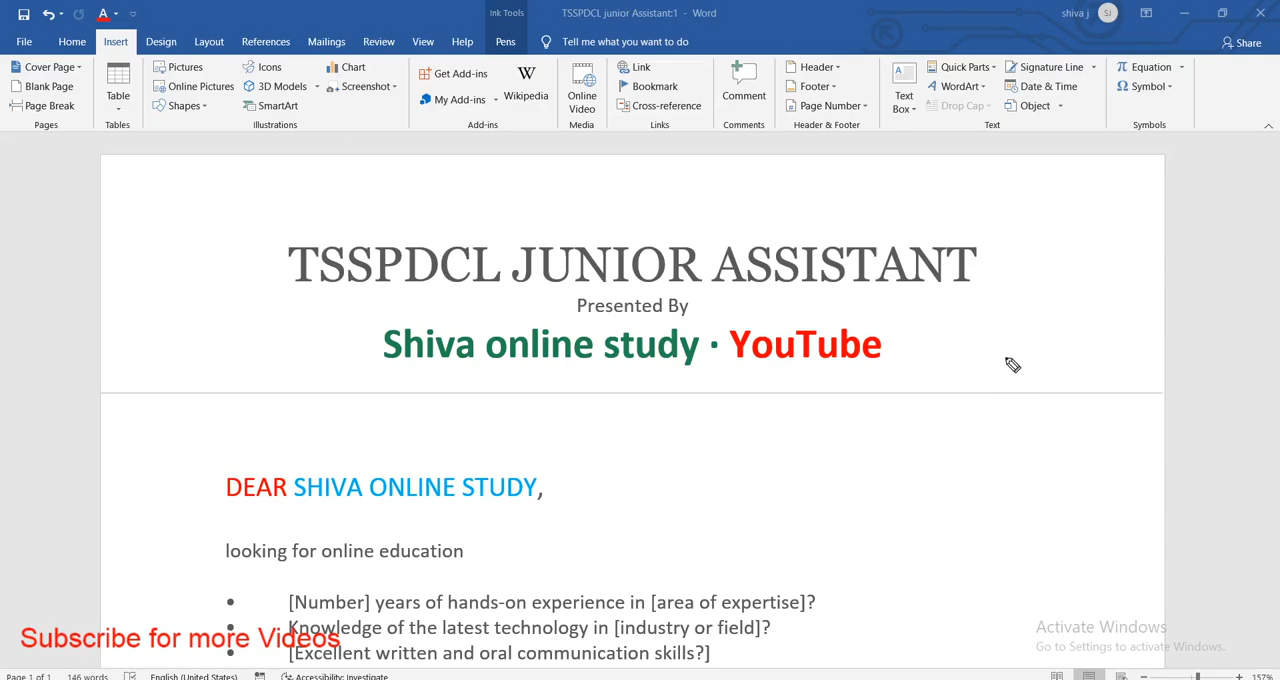 TSSPDCL junior Assistant:1 - Word
Ink Tools
shiva j
SJ
File Home Insert Design Layout References Mailings Review View Help Pens Tell me what you want to do Share
Cover Page
Blank Page
Page Break
Pages
Table
Tables
Pictures
Online Pictures
Shapes
Icons
3D Models
SmartArt
Chart
Screenshot
Illustrations
Get Add-ins
My Add-ins
Wikipedia
Add-ins
Online
Video
Media
Link
Bookmark
Cross-reference
Links
Comment
Comments
Header
Footer
Page Number
Header & Footer
Text
Box
Quick Parts
WordArt
Drop Cap
Signature Line
Date & Time
Object
Text
Equation
Symbol
Symbols
TSSPDCL JUNIOR ASSISTANT
Presented By
Shiva online study · YouTube
DEAR SHIVA ONLINE STUDY,
looking for online education
• [Number] years of hands-on experience in [area of expertise]?
• Knowledge of the latest technology in [industry or field]?
• [Excellent written and oral communication skills?]
Subscribe for more Videos
Activate Windows
Go to Settings to activate Windows.
Page 1 of 1 146 words English (United States) Accessibility: Investigate 157%